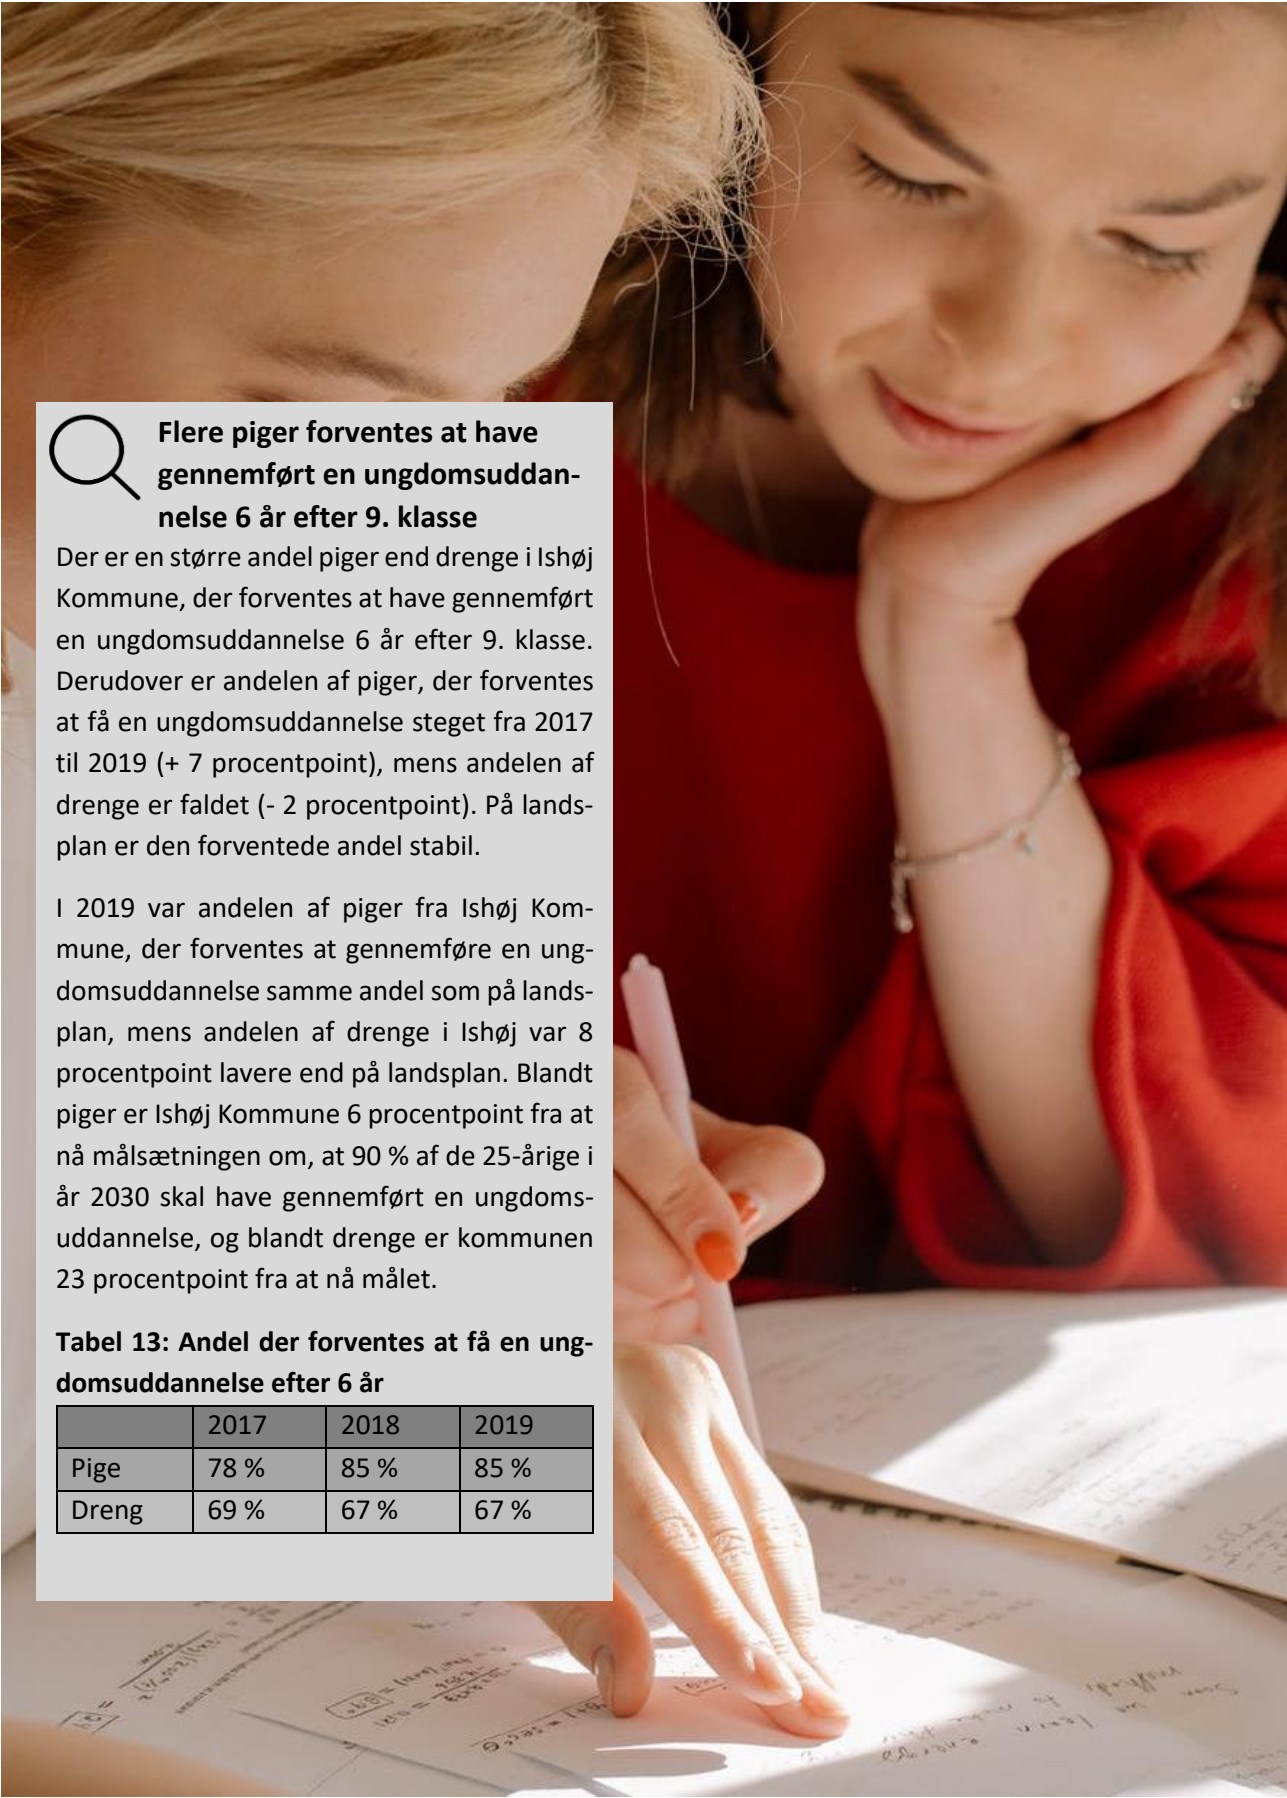 Flere piger forventes at have
gennemført en ungdomsuddan-
nelse 6 år efter 9. klasse
Der er en større andel piger end drenge i Ishøj
Kommune, der forventes at have gennemført
en ungdomsuddannelse 6 år efter 9. klasse.
Derudover er andelen af piger, der forventes
at få en ungdomsuddannelse steget fra 2017
til 2019 (+ 7 procentpoint), mens andelen af
drenge er faldet (- 2 procentpoint). På lands-
plan er den forventede andel stabil.
I 2019 var andelen af piger fra Ishøj Kom-
mune, der forventes at gennemføre en ung-
domsuddannelse samme andel som på lands-
plan, mens andelen af drenge i Ishøj var 8
procentpoint lavere end på landsplan. Blandt
piger er Ishøj Kommune 6 procentpoint fra at
nå målsætningen om, at 90 % af de 25-årige i
år 2030 skal have gennemført en ungdoms-
uddannelse, og blandt drenge er kommunen
23 procentpoint fra at nå målet.
Tabel 13: Andel der forventes at få en ung-
domsuddannelse efter 6 år
2017 2018 2019
Pige 78 % 85 % 85 %
Dreng 69 % 67 % 67 %